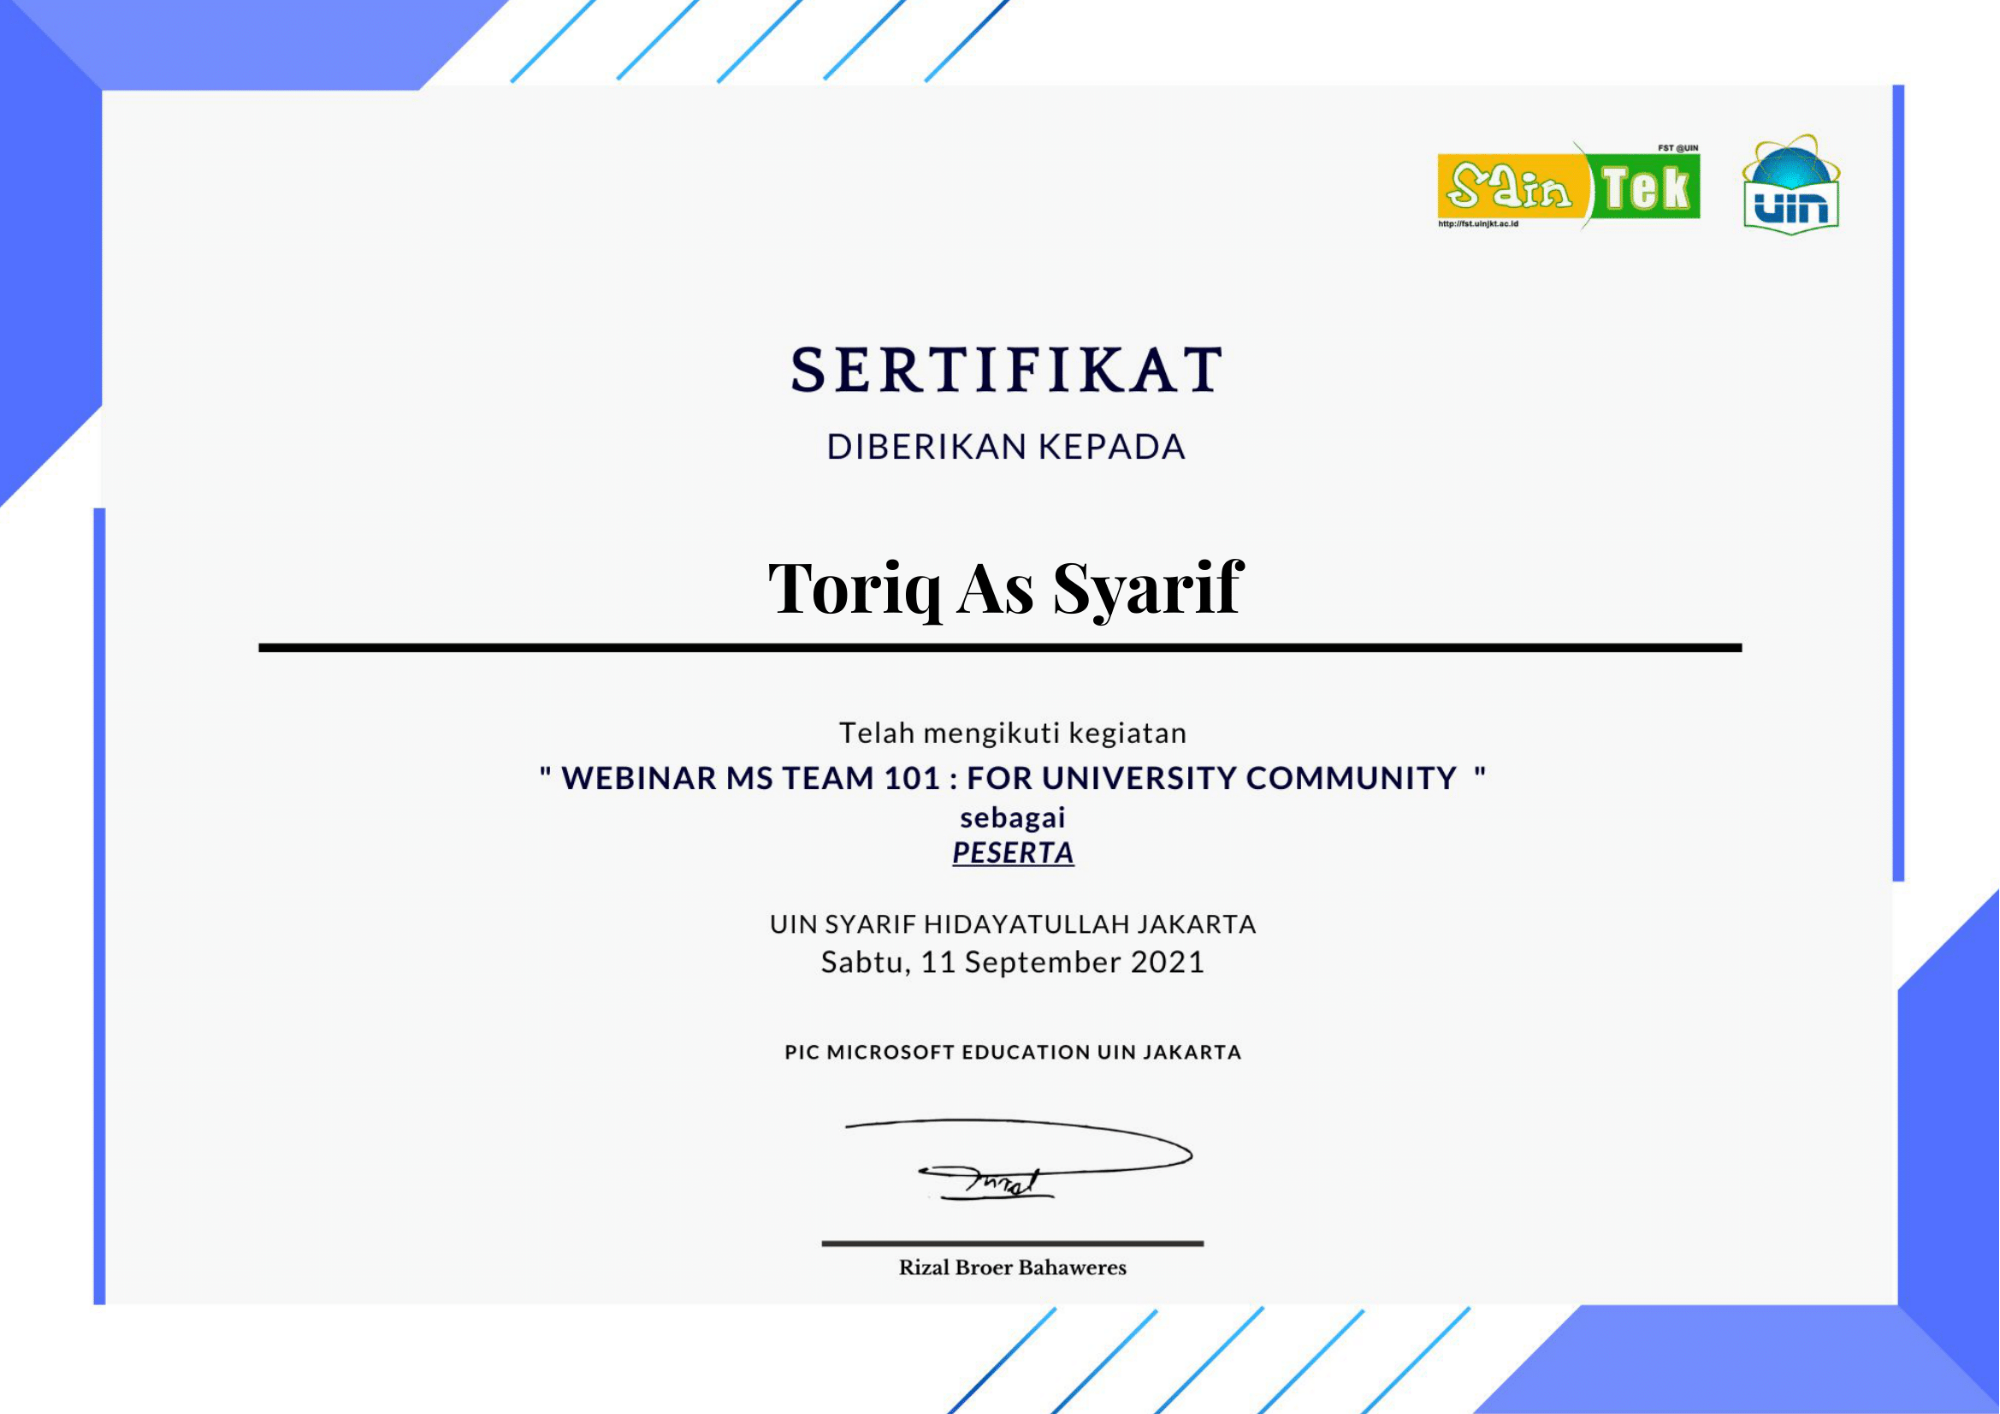 FST @UIN
Sain Tek
http://fst.uinjkt.ac.id
uin
SERTIFIKAT
DIBERIKAN KEPADA
Toriq As Syarif
Telah mengikuti kegiatan
" WEBINAR MS TEAM 101 : FOR UNIVERSITY COMMUNITY "
sebagai
PESERTA
UIN SYARIF HIDAYATULLAH JAKARTA
Sabtu, 11 September 2021
PIC MICROSOFT EDUCATION UIN JAKARTA
Rizal Broer Bahaweres